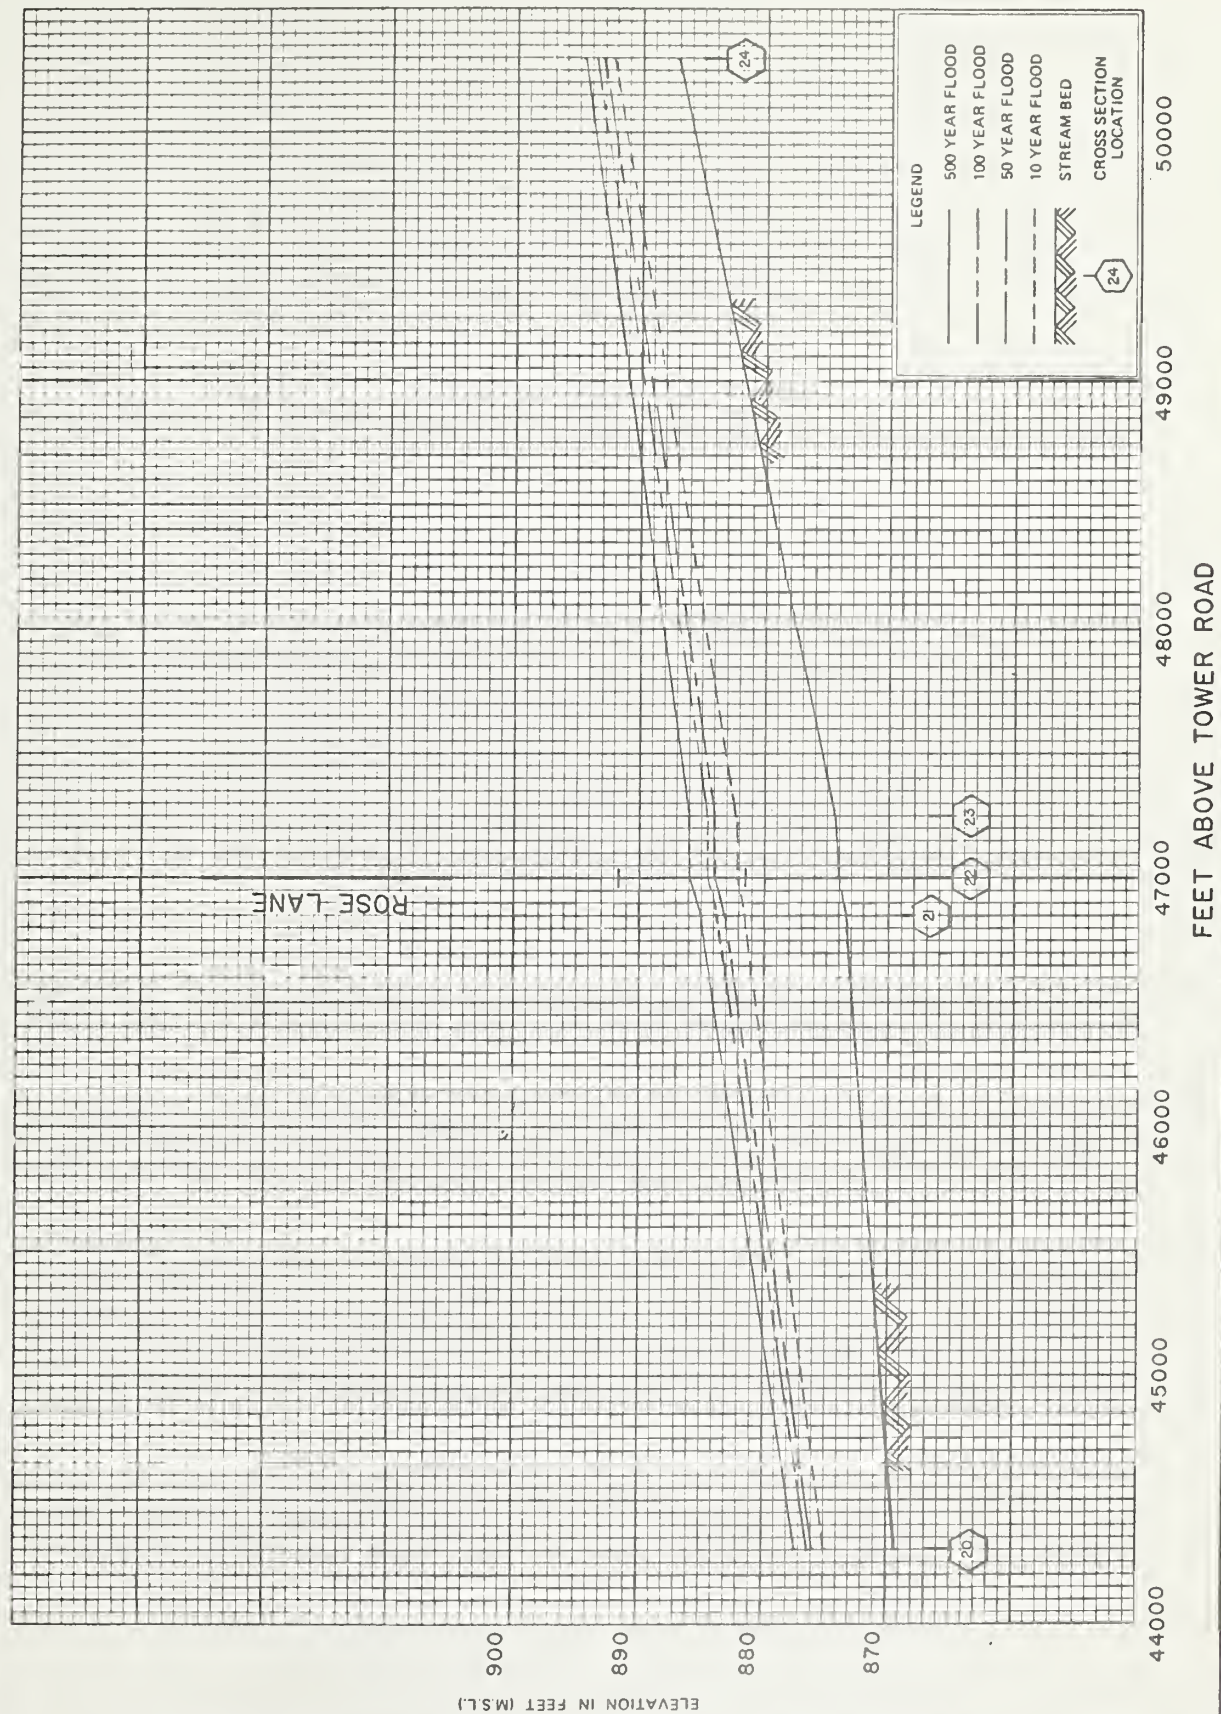 ROSE LANE
24
23
22
21
20
LEGEND
500 YEAR FLOOD
100 YEAR FLOOD
50 YEAR FLOOD
10 YEAR FLOOD
STREAM BED
24
CROSS SECTION
LOCATION
900
890
880
870
ELEVATION IN FEET (M.S.L.)
44000
45000
46000
47000
48000
49000
50000
FEET ABOVE TOWER ROAD